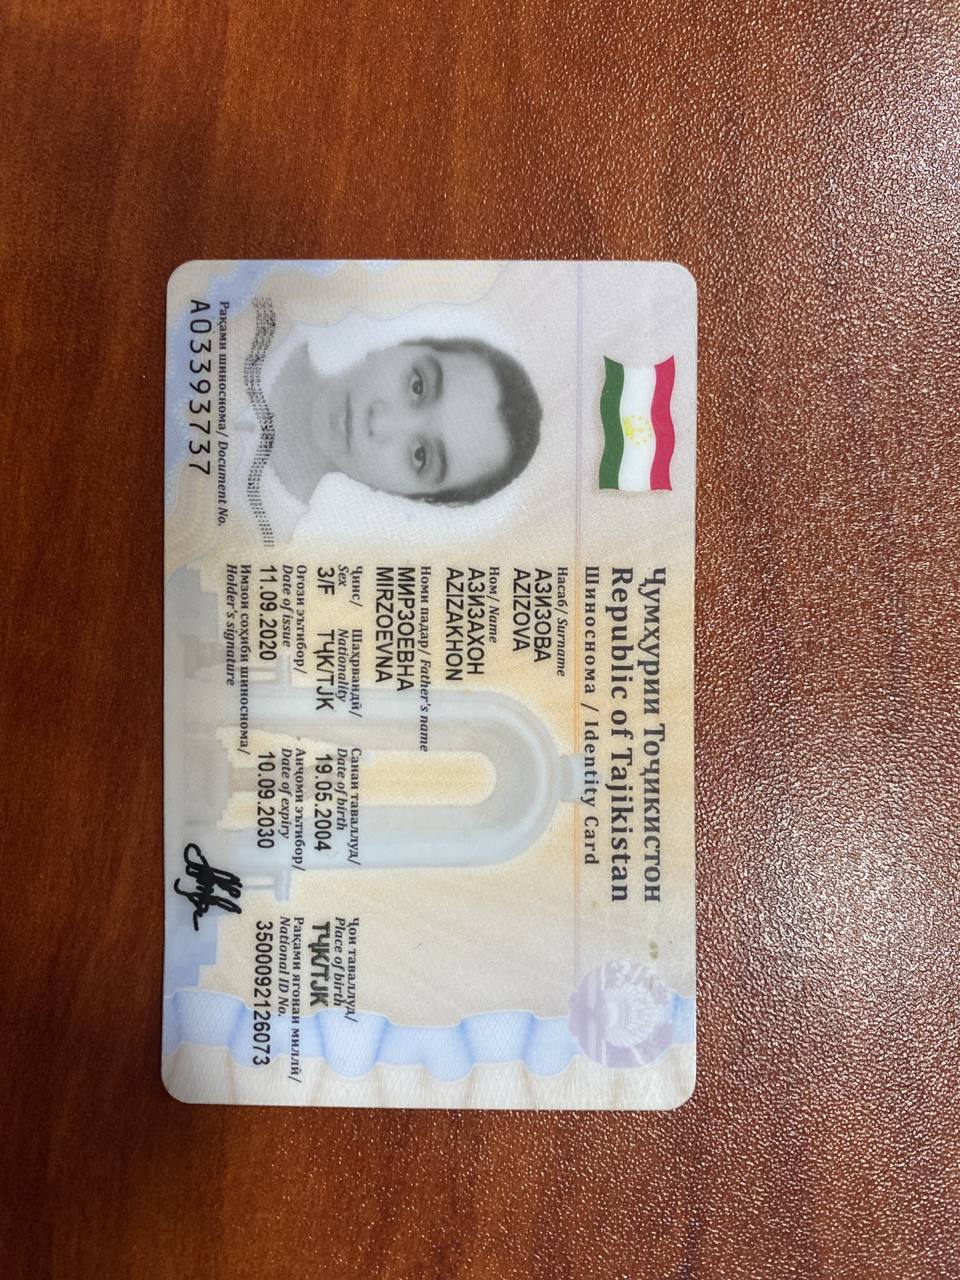 Ҷумҳурии Тоҷикистон
Republic of Tajikistan
Шиноснома / Identity Card
Насаб/ Surname
АЗИЗОВА
AZIZOVA
Ном/ Name
АЗИЗАХОН
AZIZAKHON
Номи падар/ Father's name
МИРЗОЕВНА
MIRZOEVNA
Ҷинс/ Sex
З/F
Шаҳрвандӣ/ Nationality
ТҶК/TJK
Санаи таваллуд/ Date of birth
19.05.2004
Ҷои таваллуд/ Place of birth
ТҶК/TJK
Оғози эътибор/ Date of issue
11.09.2020
Анҷоми эътибор/ Date of expiry
10.09.2030
Рақами ягонаи миллӣ/ National ID No.
3500092126073
Имзои соҳиби шиноснома/ Holder's signature
Рақами шиноснома/ Document No.
A03393737